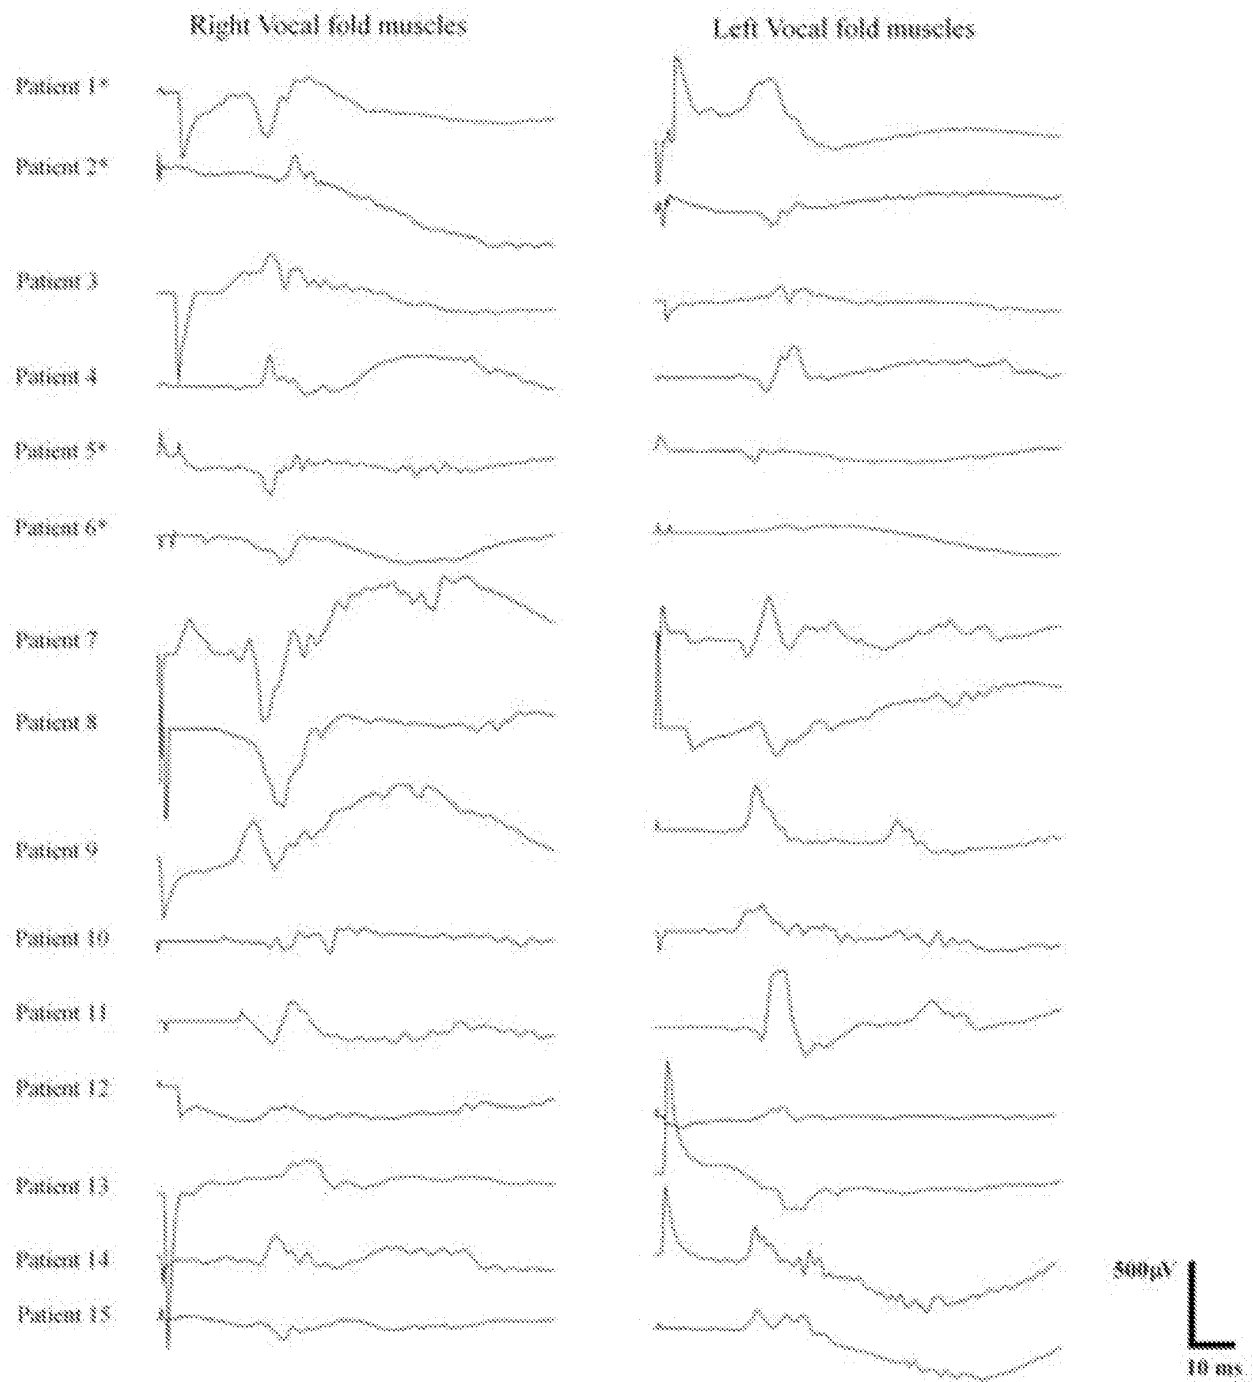 Right Vocal fold muscles
Left Vocal fold muscles
Patient 1*
Patient 2*
Patient 3
Patient 4
Patient 5*
Patient 6*
Patient 7
Patient 8
Patient 9
Patient 10
Patient 11
Patient 12
Patient 13
Patient 14
Patient 15
500µV
10 ms